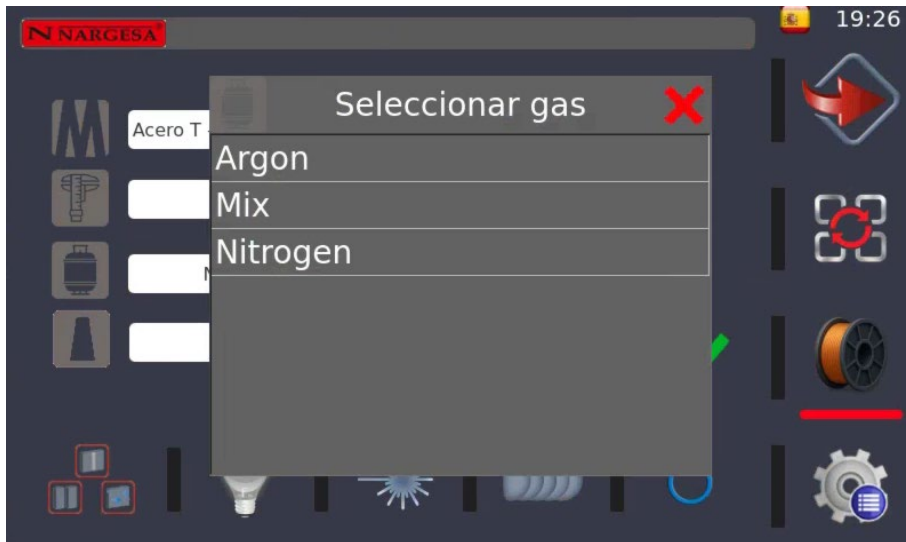 N NARGESA
19:26
Seleccionar gas
Acero T
Argon
Mix
Nitrogen